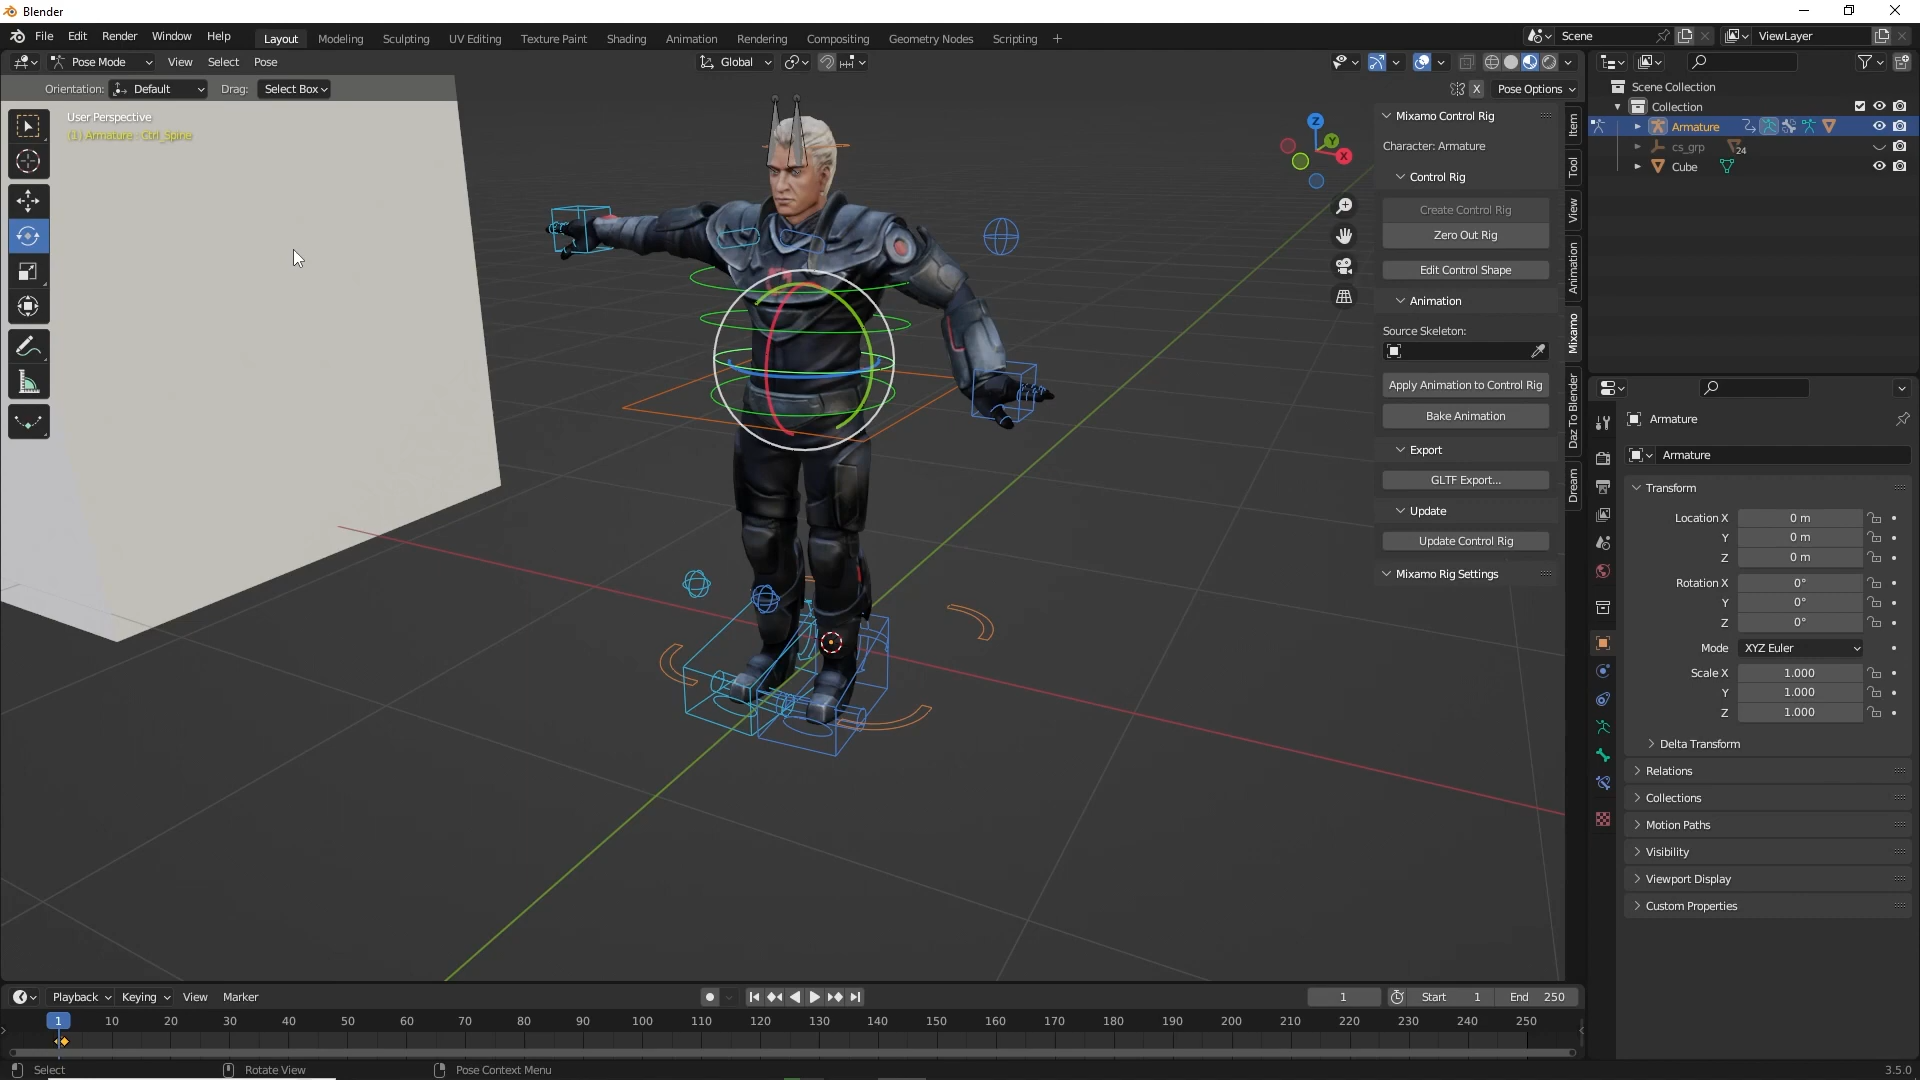 Blender
File Edit Render Window Help Layout Modeling Sculpting UV Editing Texture Paint Shading Animation Rendering Compositing Geometry Nodes Scripting + Scene ViewLayer
Pose Mode View Select Pose Global
Orientation: Default Drag: Select Box X Pose Options
User Perspective
(1) Armature : Ctrl_Spine
Z
Y
X
Mixamo Control Rig
Character: Armature
Control Rig
Create Control Rig
Zero Out Rig
Edit Control Shape
Animation
Source Skeleton:
Apply Animation to Control Rig
Bake Animation
Export
GLTF Export...
Update
Update Control Rig
Mixamo Rig Settings
Item
Tool
View
Animation
Mixamo
Daz To Blender
Dream
Scene Collection
Collection
Armature
cs_grp 24
Cube
Armature
Armature
Transform
Location X 0 m
Y 0 m
Z 0 m
Rotation X 0°
Y 0°
Z 0°
Mode XYZ Euler
Scale X 1.000
Y 1.000
Z 1.000
Delta Transform
Relations
Collections
Motion Paths
Visibility
Viewport Display
Custom Properties
Playback Keying View Marker 1 Start 1 End 250
1 10 20 30 40 50 60 70 80 90 100 110 120 130 140 150 160 170 180 190 200 210 220 230 240 250
Select Rotate View Pose Context Menu 3.5.0